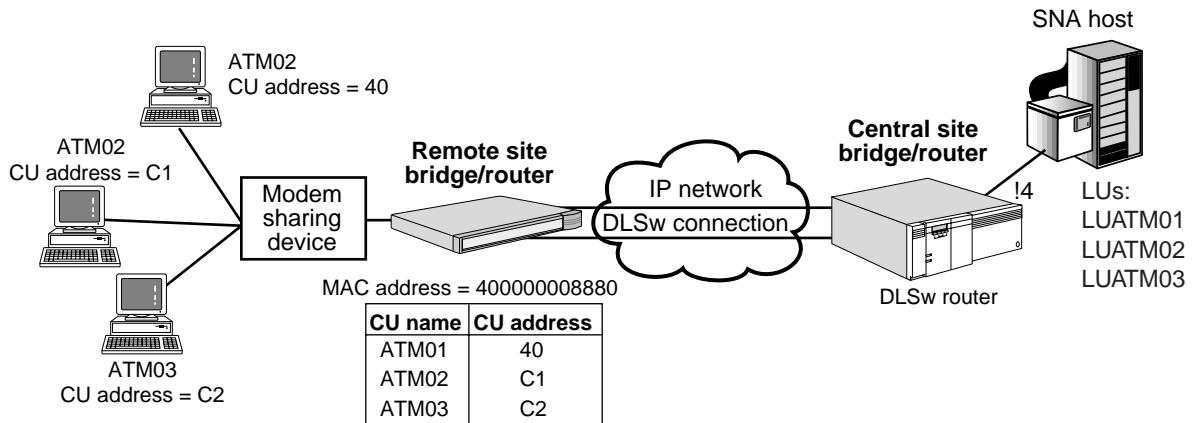 SNA host
ATM02
CU address = 40
ATM02
CU address = C1
Modem
sharing
device
ATM03
CU address = C2
Remote site
bridge/router
MAC address = 400000008880
CU name CU address
ATM01 40
ATM02 C1
ATM03 C2
IP network
DLSw connection
Central site
bridge/router
!4
DLSw router
LUs:
LUATM01
LUATM02
LUATM03